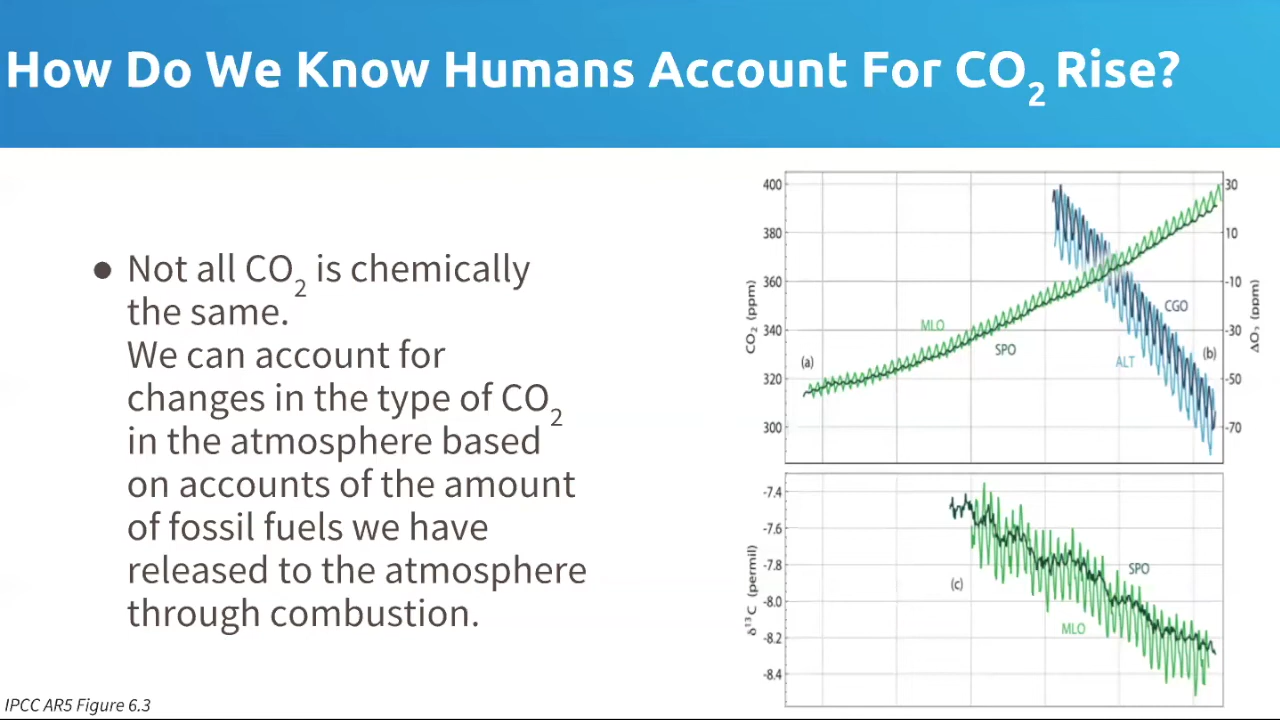 How Do We Know Humans Account For CO₂ Rise?
● Not all CO₂ is chemically
the same.
We can account for
changes in the type of CO₂
in the atmosphere based
on accounts of the amount
of fossil fuels we have
released to the atmosphere
through combustion.
IPCC AR5 Figure 6.3
400
380
360
340
320
300
CO₂ (ppm)
(a)
MLO
SPO
ALT
CGO
(b)
30
10
-10
-30
-50
-70
ΔO₂ (ppm)
-7.4
-7.6
-7.8
-8.0
-8.2
-8.4
δ¹³C (permil)
(c)
SPO
MLO